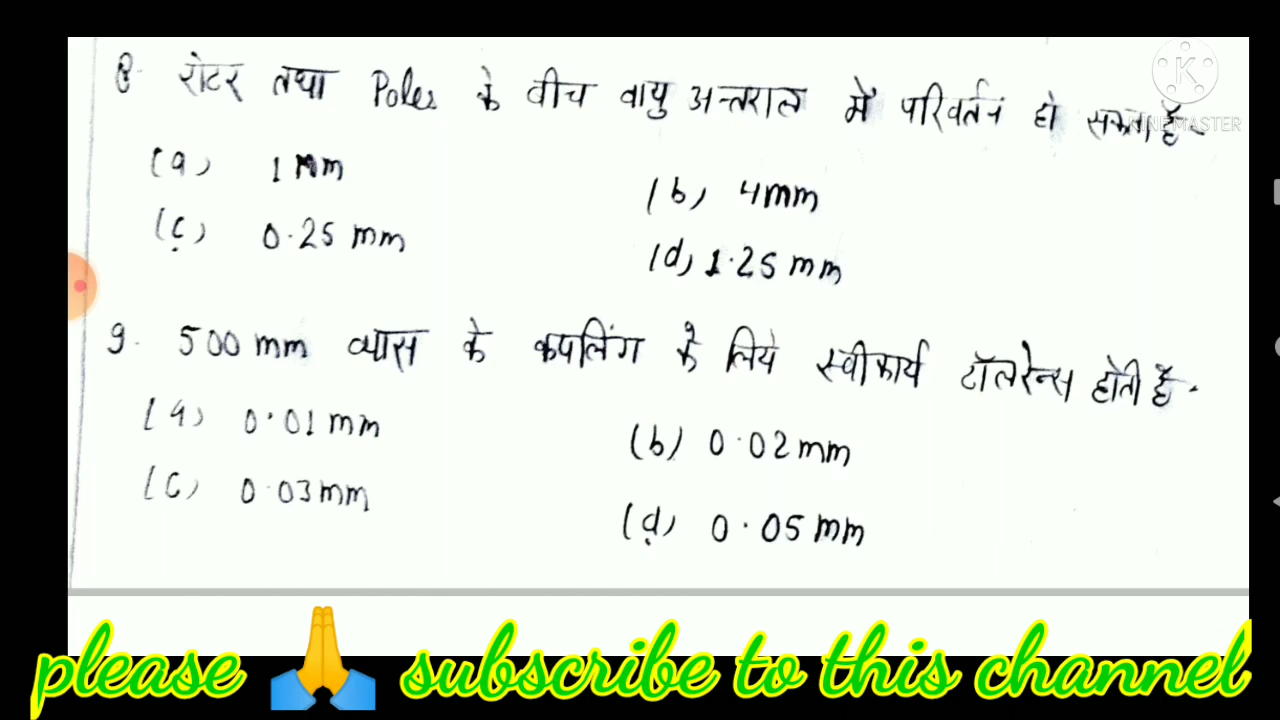 8. रोटर तथा Poles के बीच वायु अन्तराल में परिवर्तन हो सकता है-
(a) 1 mm (b) 4mm
(c) 0.25 mm (d) 1.25 mm
9. 500 mm व्यास के कपलिंग के लिये स्वीकार्य टॉलरेन्स होती है-
(a) 0.01 mm (b) 0.02 mm
(c) 0.03 mm (d) 0.05 mm
K
KINEMASTER
please 🙏 subscribe to this channel